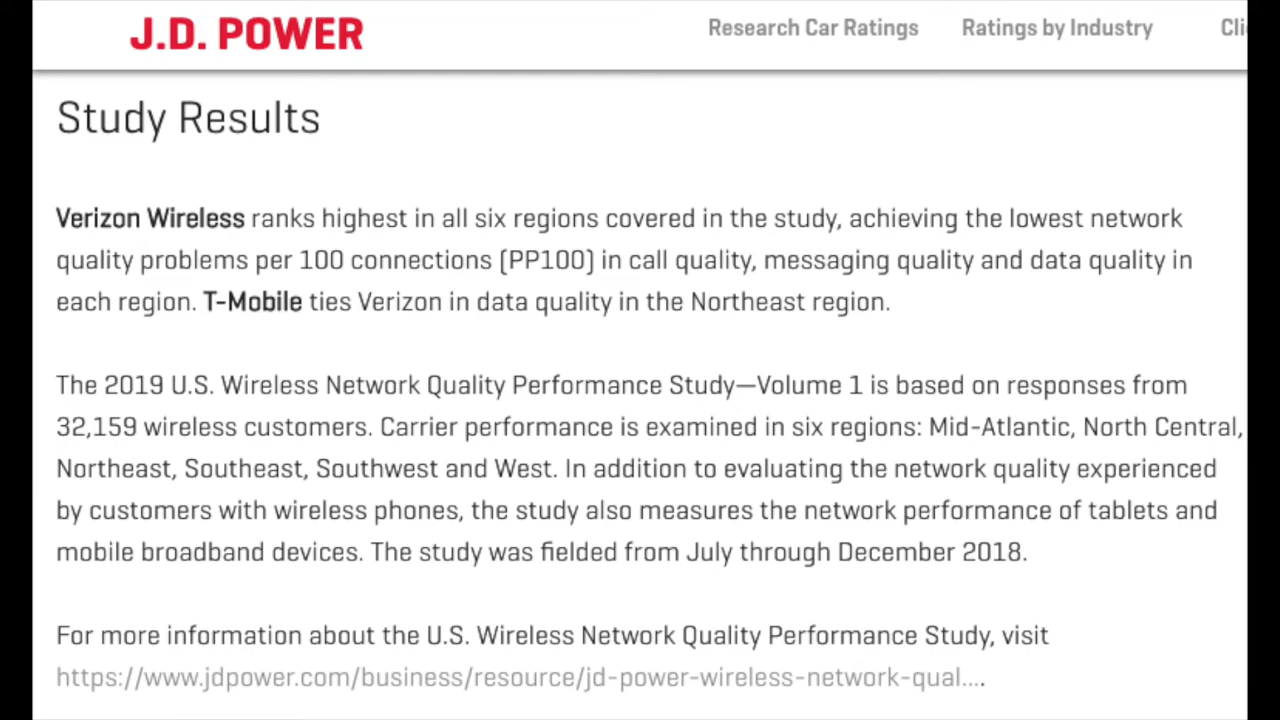 J.D. POWER
Research Car Ratings Ratings by Industry
Study Results
Verizon Wireless ranks highest in all six regions covered in the study, achieving the lowest network
quality problems per 100 connections (PP100) in call quality, messaging quality and data quality in
each region. T-Mobile ties Verizon in data quality in the Northeast region.
The 2019 U.S. Wireless Network Quality Performance Study—Volume 1 is based on responses from
32,159 wireless customers. Carrier performance is examined in six regions: Mid-Atlantic, North Central,
Northeast, Southeast, Southwest and West. In addition to evaluating the network quality experienced
by customers with wireless phones, the study also measures the network performance of tablets and
mobile broadband devices. The study was fielded from July through December 2018.
For more information about the U.S. Wireless Network Quality Performance Study, visit
https://www.jdpower.com/business/resource/jd-power-wireless-network-qual....